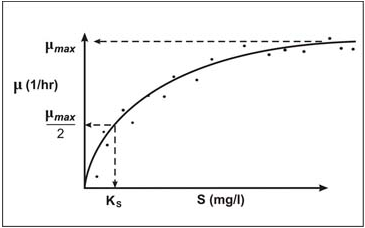 μmax
μ (1/hr)
μmax
2
KS
S (mg/l)